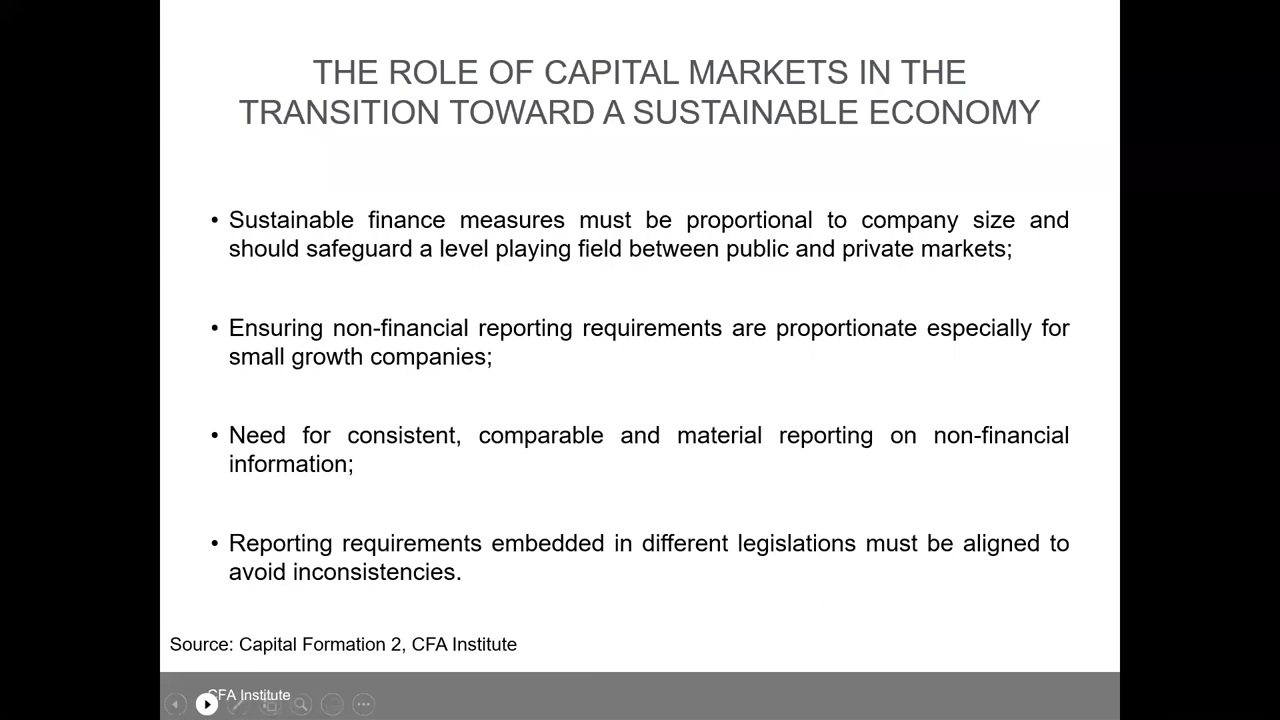 THE ROLE OF CAPITAL MARKETS IN THE
TRANSITION TOWARD A SUSTAINABLE ECONOMY
• Sustainable finance measures must be proportional to company size and
should safeguard a level playing field between public and private markets;
• Ensuring non-financial reporting requirements are proportionate especially for
small growth companies;
• Need for consistent, comparable and material reporting on non-financial
information;
• Reporting requirements embedded in different legislations must be aligned to
avoid inconsistencies.
Source: Capital Formation 2, CFA Institute
CFA Institute